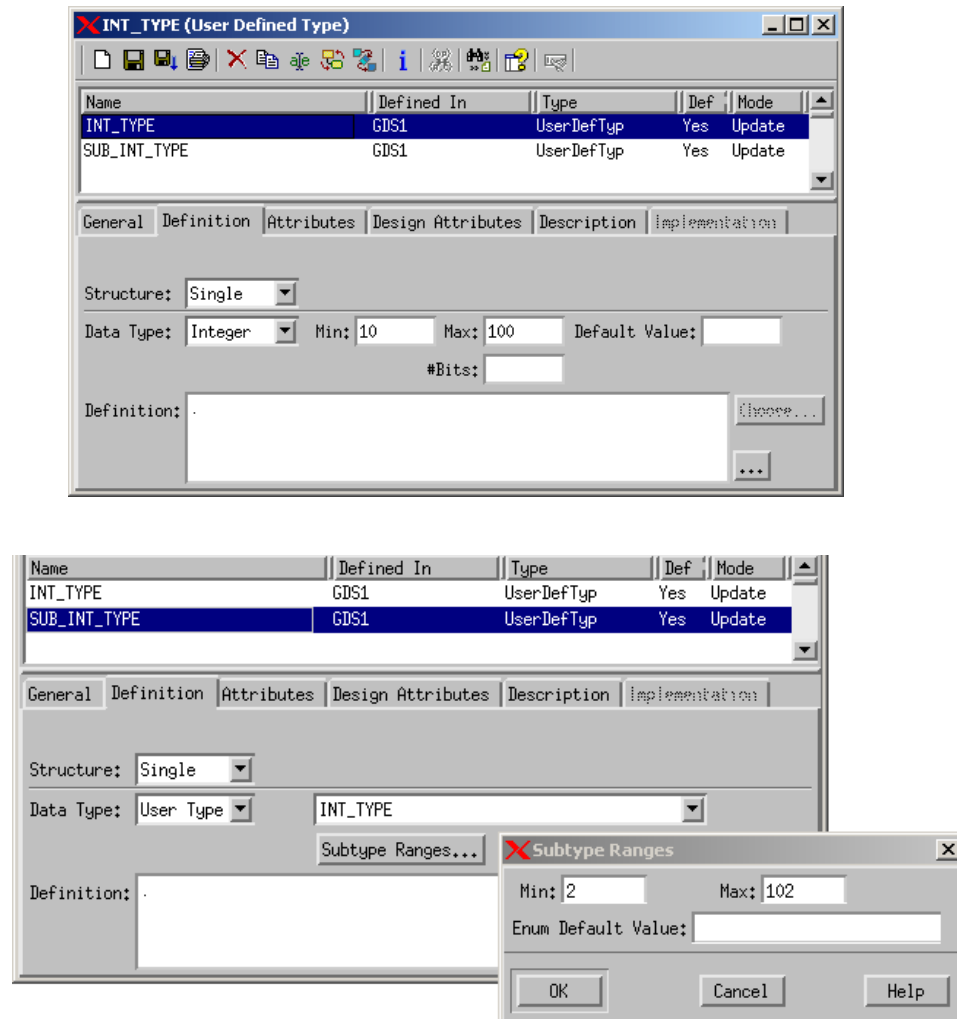 INT_TYPE (User Defined Type)
Name Defined In Type Def Mode
INT_TYPE GDS1 UserDefTyp Yes Update
SUB_INT_TYPE GDS1 UserDefTyp Yes Update
General Definition Attributes Design Attributes Description Implementation
Structure: Single
Data Type: Integer Min: 10 Max: 100 Default Value:
#Bits:
Definition: . Choose...
...
Name Defined In Type Def Mode
INT_TYPE GDS1 UserDefTyp Yes Update
SUB_INT_TYPE GDS1 UserDefTyp Yes Update
General Definition Attributes Design Attributes Description Implementation
Structure: Single
Data Type: User Type INT_TYPE
Subtype Ranges...
Definition: .
Subtype Ranges
Min: 2 Max: 102
Enum Default Value:
OK Cancel Help